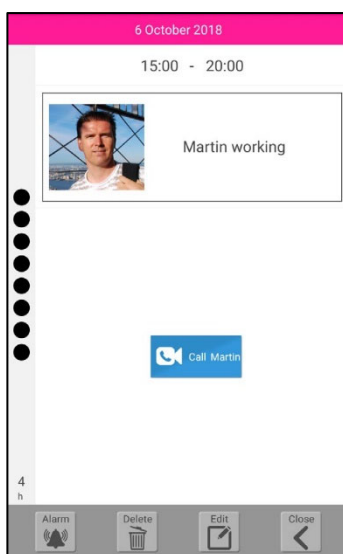 6 October 2018
15:00 - 20:00
Martin working
Call Martin
4
h
Alarm
Delete
Edit
Close